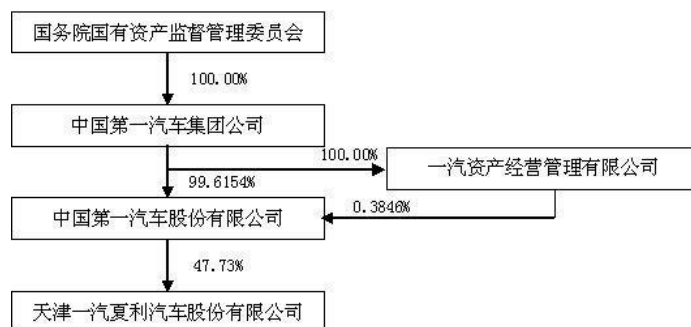 国务院国有资产监督管理委员会
100.00%
中国第一汽车集团公司
100.00%
一汽资产经营管理有限公司
99.6154%
0.3846%
中国第一汽车股份有限公司
47.73%
天津一汽夏利汽车股份有限公司